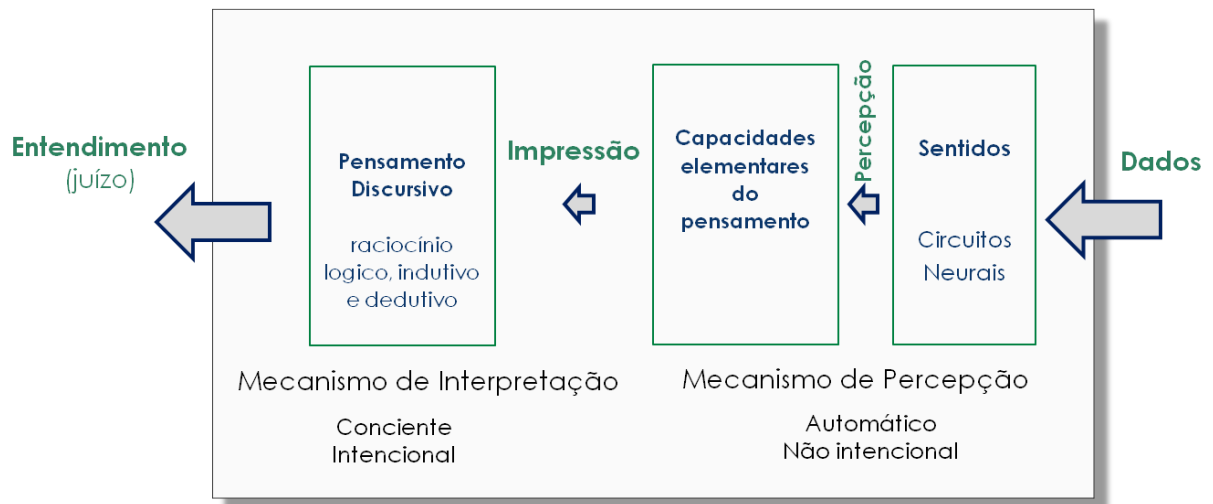 Entendimento
(juízo)
Pensamento
Discursivo
raciocínio
logico, indutivo
e dedutivo
Impressão
Capacidades
elementares
do
pensamento
Percepção
Sentidos
Circuitos
Neurais
Dados
Mecanismo de Interpretação
Conciente
Intencional
Mecanismo de Percepção
Automático
Não intencional